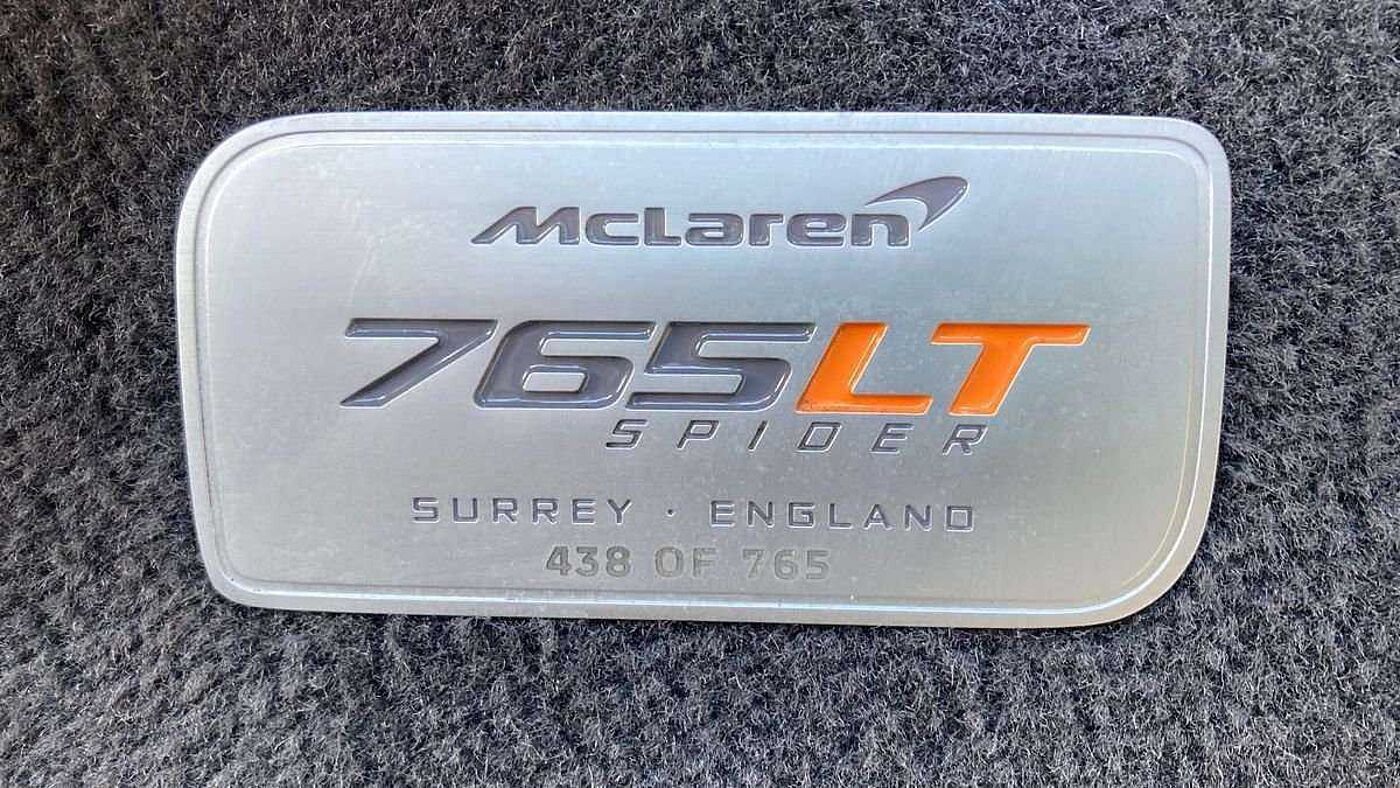 McLaren
765LT
SPIDER
SURREY · ENGLAND
438 OF 765